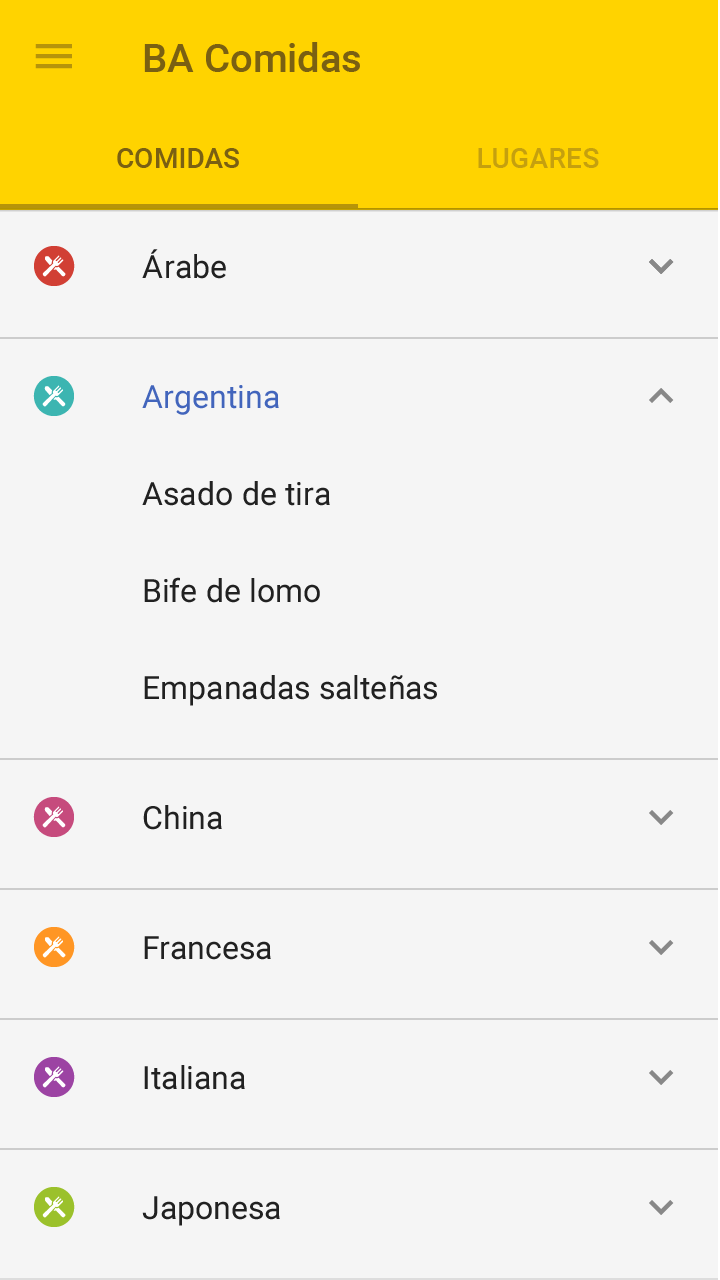 BA Comidas
COMIDAS
LUGARES
Árabe
Argentina
Asado de tira
Bife de lomo
Empanadas salteñas
China
Francesa
Italiana
Japonesa